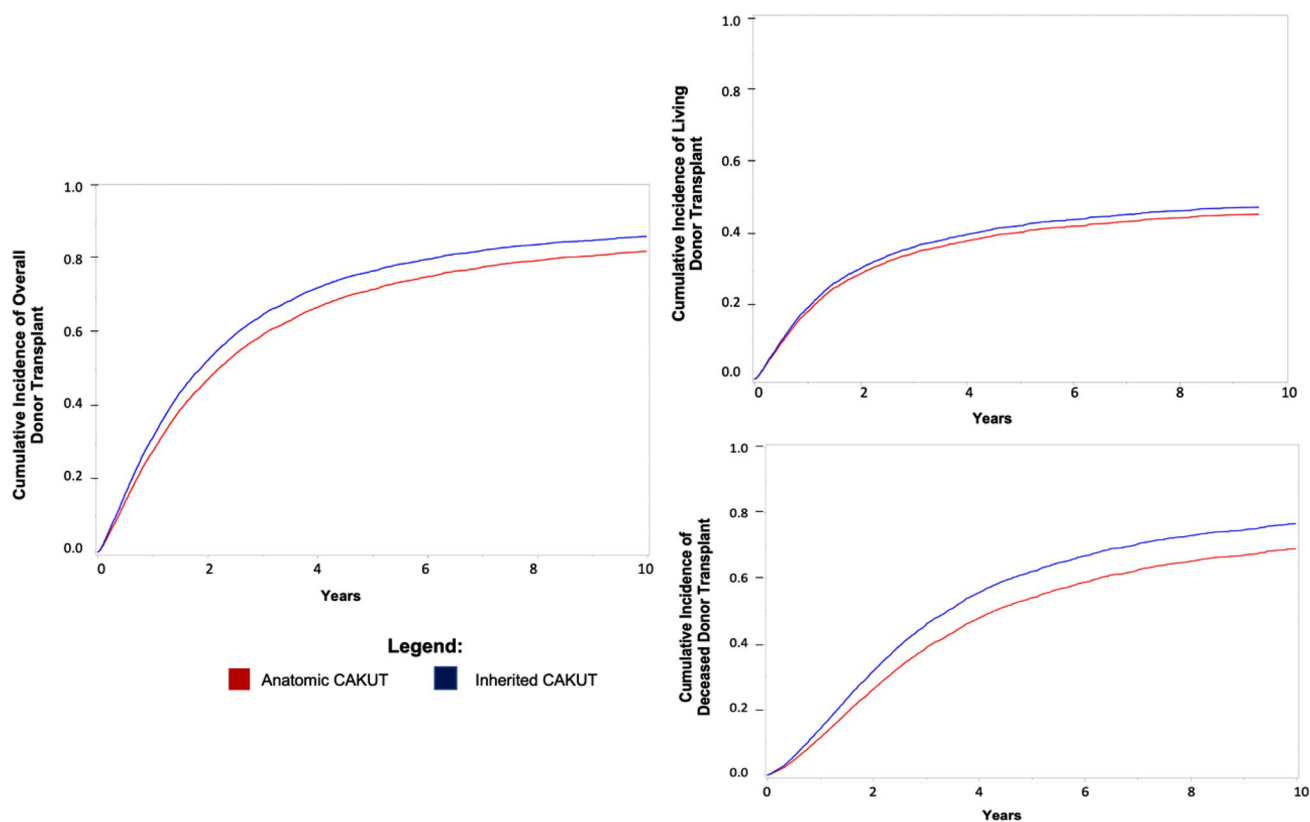 Cumulative Incidence of Overall
Donor Transplant
1.0
0.8
0.6
0.4
0.2
0.0
0 2 4 6 8 10
Years
Legend:
Anatomic CAKUT Inherited CAKUT
Cumulative Incidence of Living
Donor Transplant
1.0
0.8
0.6
0.4
0.2
0.0
0 2 4 6 8 10
Years
Cumulative Incidence of
Deceased Donor Transplant
1.0
0.8
0.6
0.4
0.2
0.0
0 2 4 6 8 10
Years